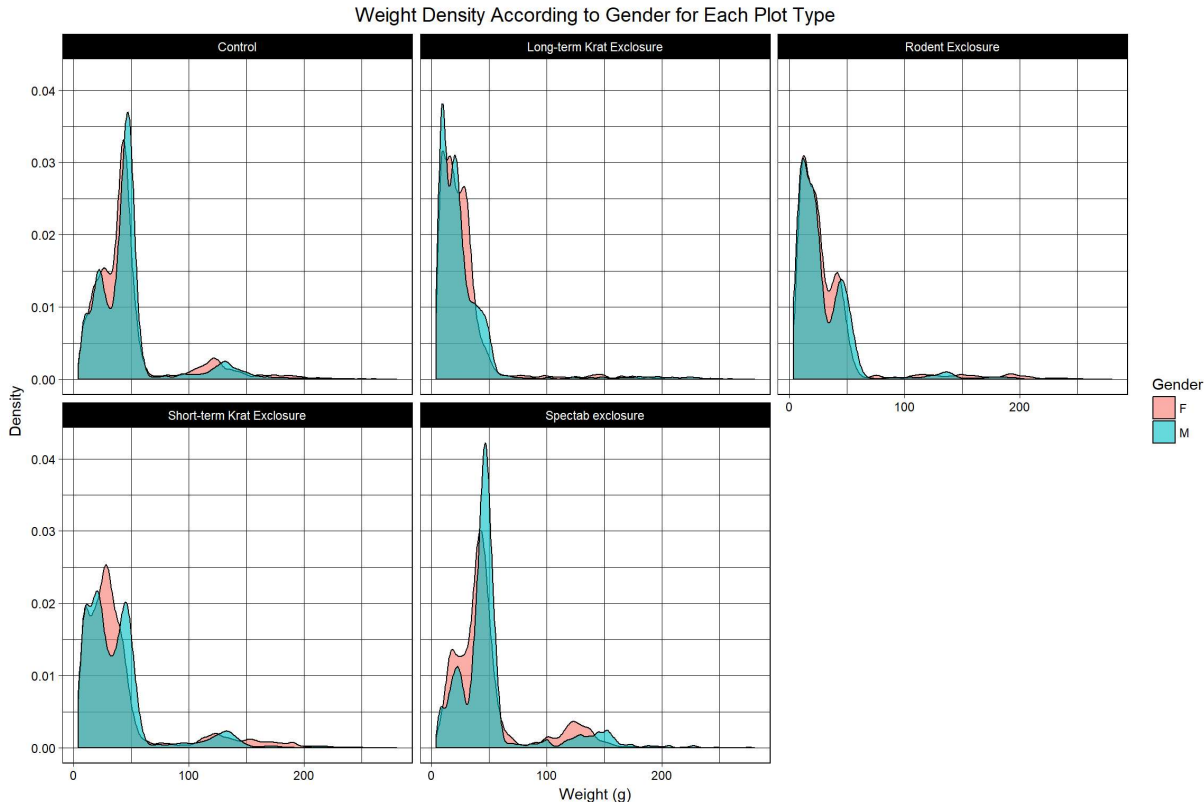 Weight Density According to Gender for Each Plot Type
Control
Long-term Krat Exclosure
Rodent Exclosure
0.04
0.03
0.02
0.01
0.00
0 100 200
Short-term Krat Exclosure
Spectab exclosure
0.04
0.03
0.02
0.01
0.00
0 100 200
0 100 200
Density
Weight (g)
Gender
F
M